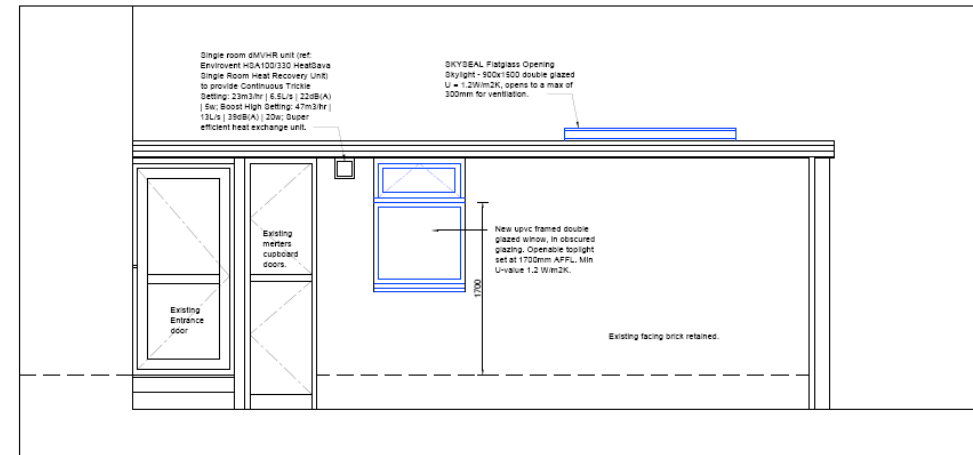 Single room dMVHR unit (ref:
Envirovent HSA100/330 HeatSava
Single Room Heat Recovery Unit)
to provide Continuous Trickle
Setting: 23m3/hr | 6.5L/s | 22dB(A)
| 5w; Boost High Setting: 47m3/hr |
13L/s | 39dB(A) | 20w; Super
efficient heat exchange unit.
SKYSEAL Flatglass Opening
Skylight - 900x1500 double glazed
U = 1.2W/m2K, opens to a max of
300mm for ventilation.
Existing
merters
cupboard
doors.
New upvc framed double
glazed winow, in obscured
glazing. Openable toplight
set at 1700mm AFFL. Min
U-value 1.2 W/m2K.
1700
Existing
Entrance
door
Existing facing brick retained.